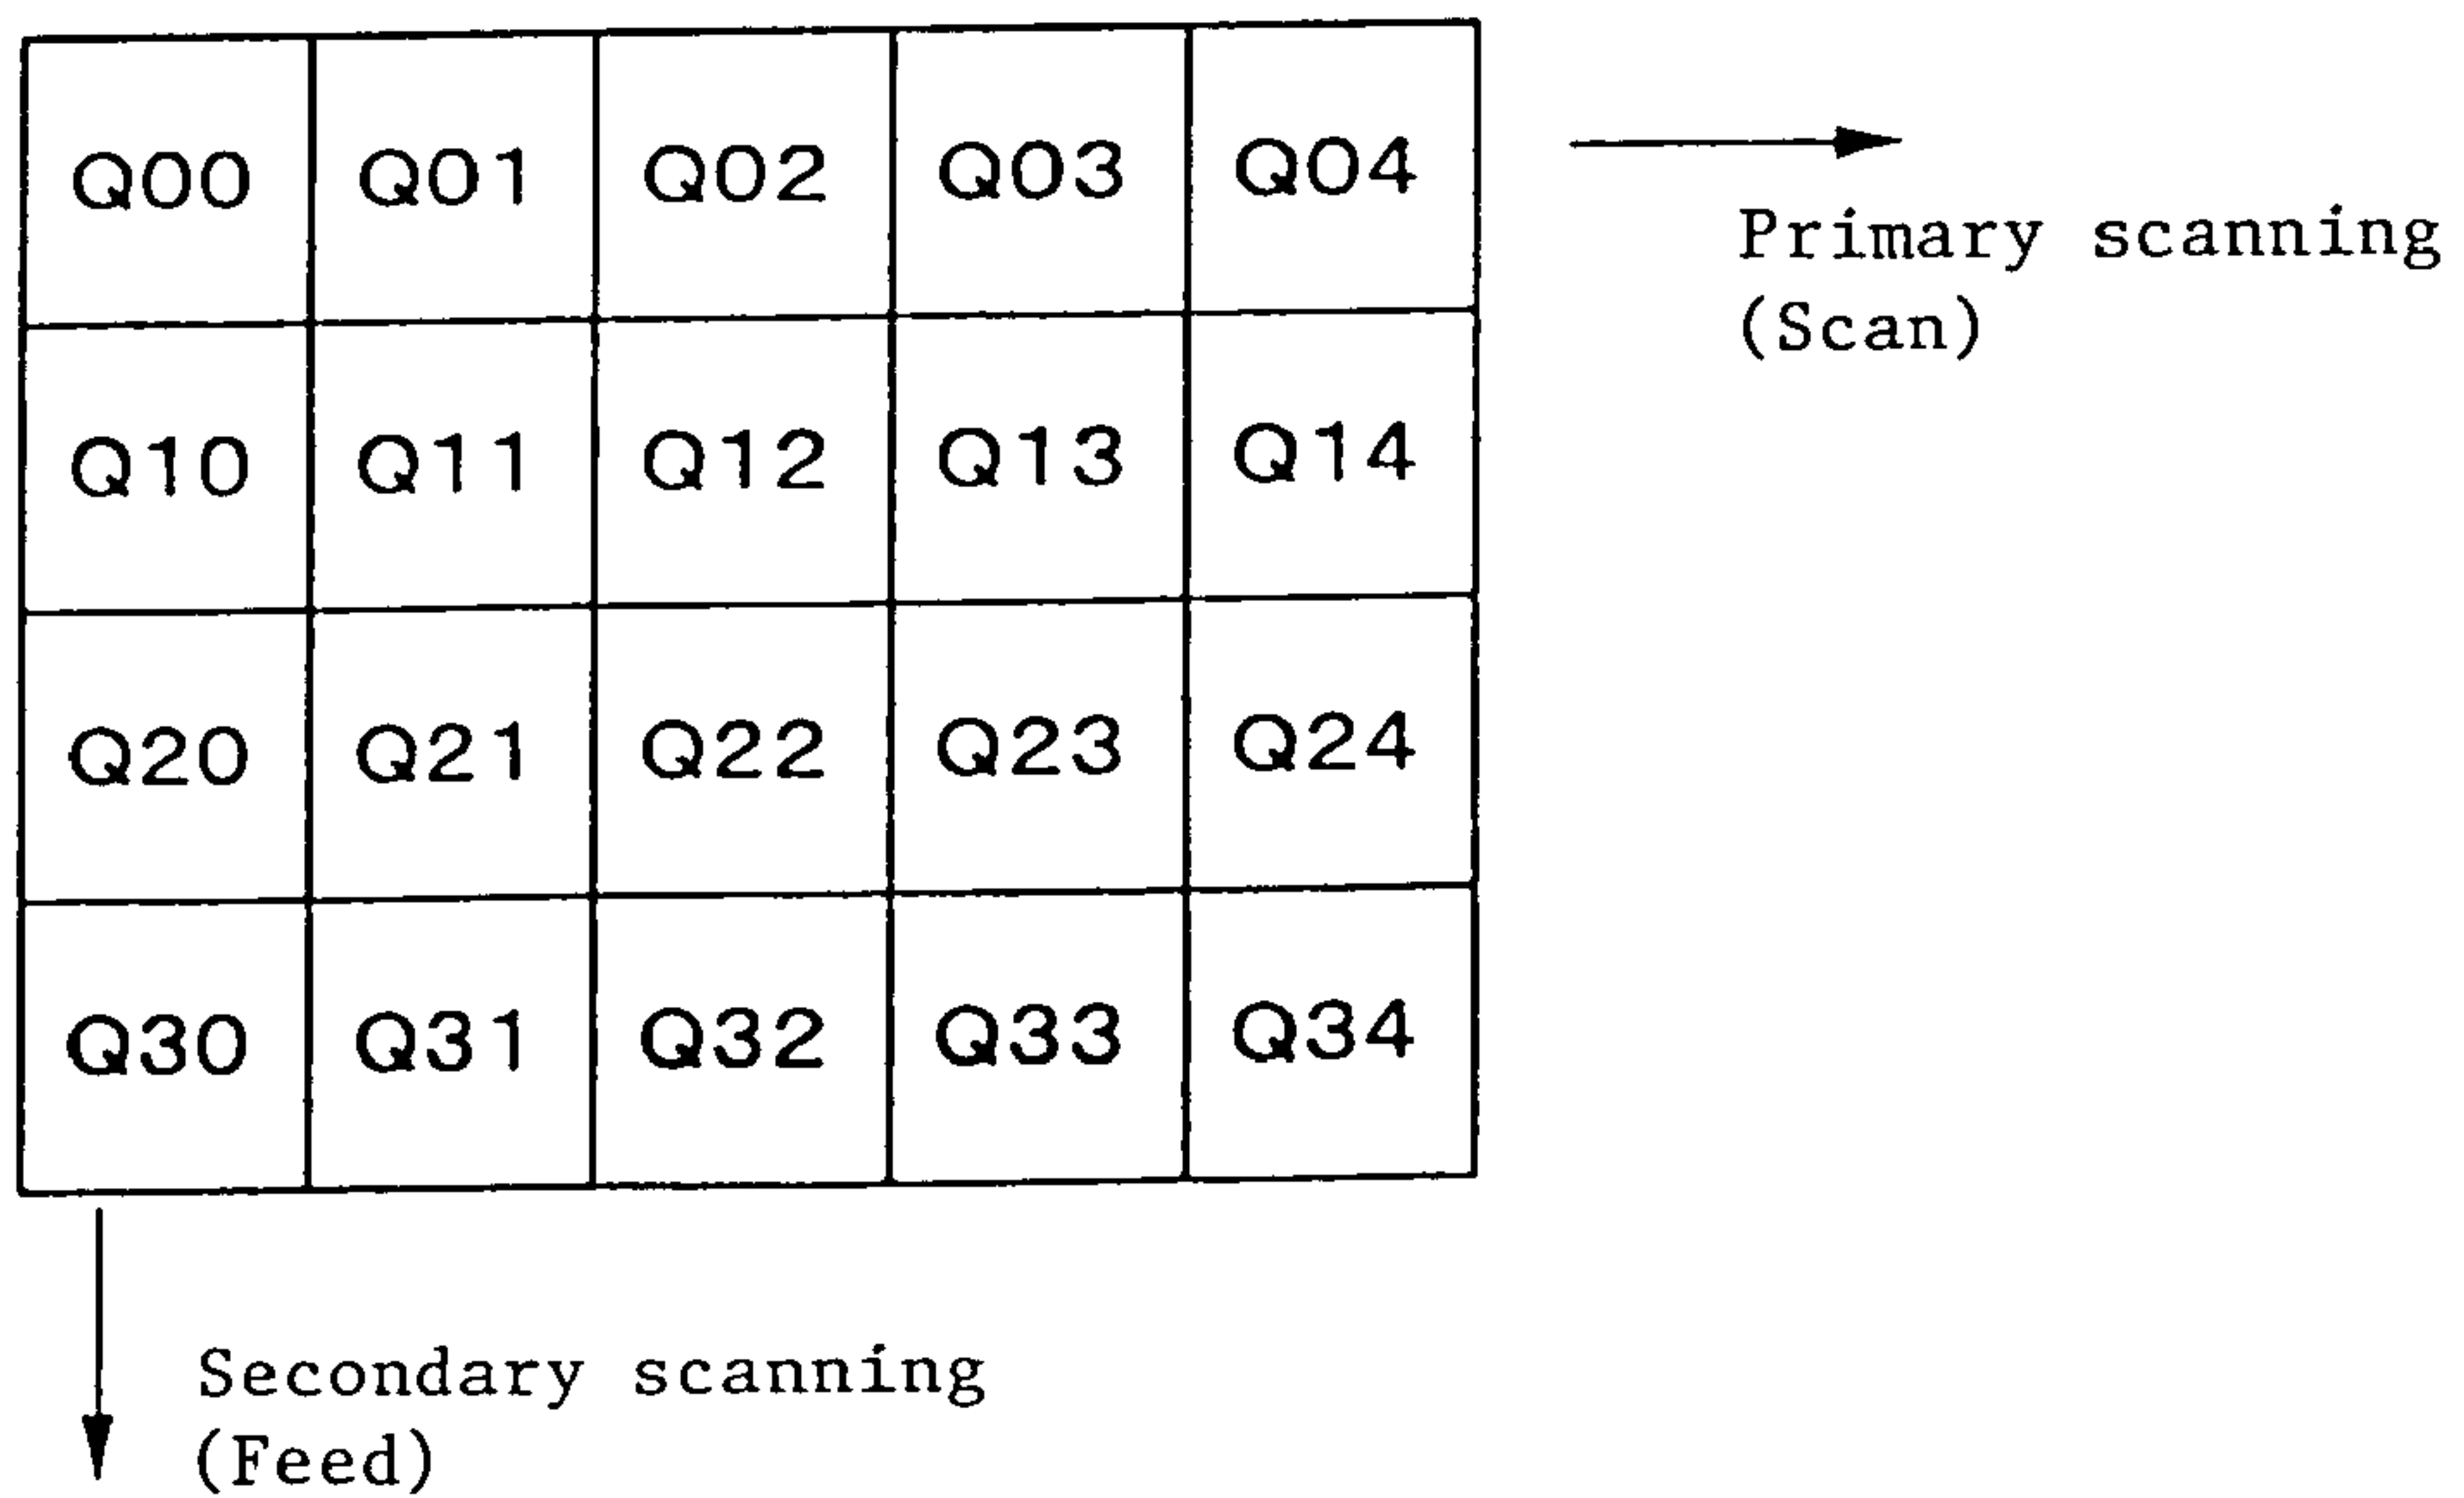 Q00 Q01 Q02 Q03 Q04
Primary scanning
(Scan)
Q10 Q11 Q12 Q13 Q14
Q20 Q21 Q22 Q23 Q24
Q30 Q31 Q32 Q33 Q34
Secondary scanning
(Feed)